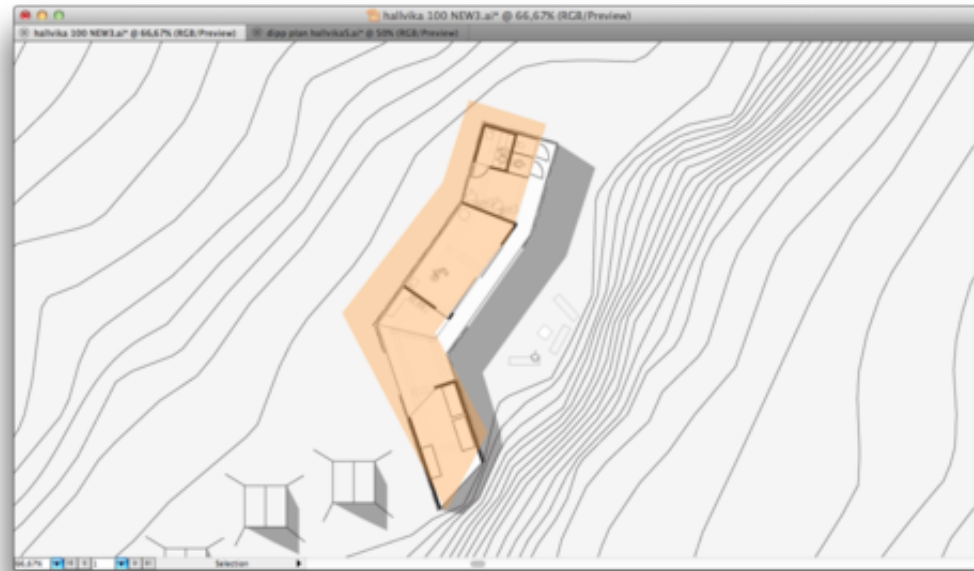 hallvika 100 NEW3.ai* @ 66,67% (RGB/Preview)
hallvika 100 NEW3.ai* @ 66,67% (RGB/Preview)
dipp plan hallvika5.ai* @ 50% (RGB/Preview)
66,67% 1 Selection